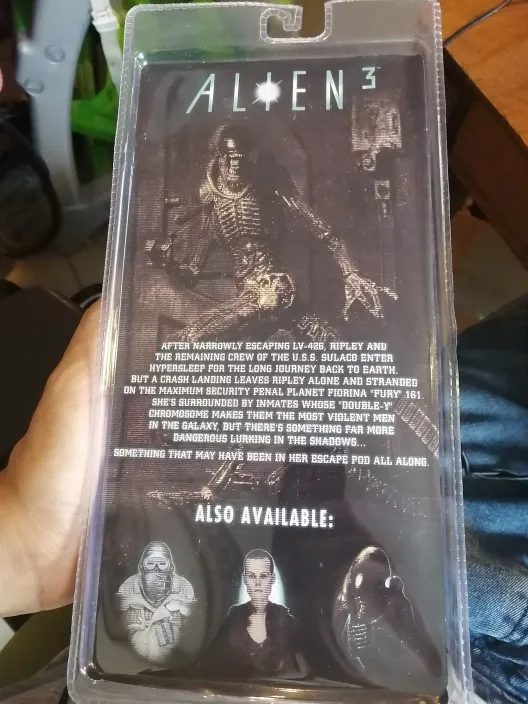 ALIEN 3
AFTER NARROWLY ESCAPING LV-426, RIPLEY AND
THE REMAINING CREW OF THE U.S.S. SULACO ENTER
HYPERSLEEP FOR THE LONG JOURNEY BACK TO EARTH.
BUT A CRASH LANDING LEAVES RIPLEY ALONE AND STRANDED
ON THE MAXIMUM SECURITY PENAL PLANET FIORINA "FURY" 161.
SHE'S SURROUNDED BY INMATES WHOSE "DOUBLE-Y"
CHROMOSOME MAKES THEM THE MOST VIOLENT MEN
IN THE GALAXY, BUT THERE'S SOMETHING FAR MORE
DANGEROUS LURKING IN THE SHADOWS...
SOMETHING THAT MAY HAVE BEEN IN HER ESCAPE POD ALL ALONG.
ALSO AVAILABLE: